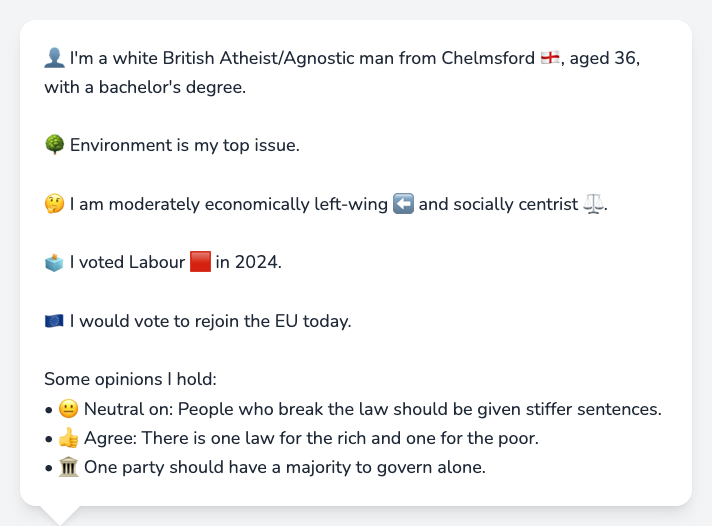 👤 I'm a white British Atheist/Agnostic man from Chelmsford 🏴󠁧󠁢󠁥󠁮󠁧󠁿, aged 36,
with a bachelor's degree.
🌳 Environment is my top issue.
🤔 I am moderately economically left-wing ⬅️ and socially centrist ⚖️.
🗳️ I voted Labour 🟥 in 2024.
🇪🇺 I would vote to rejoin the EU today.
Some opinions I hold:
• 😐 Neutral on: People who break the law should be given stiffer sentences.
• 👍 Agree: There is one law for the rich and one for the poor.
• 🏛️ One party should have a majority to govern alone.